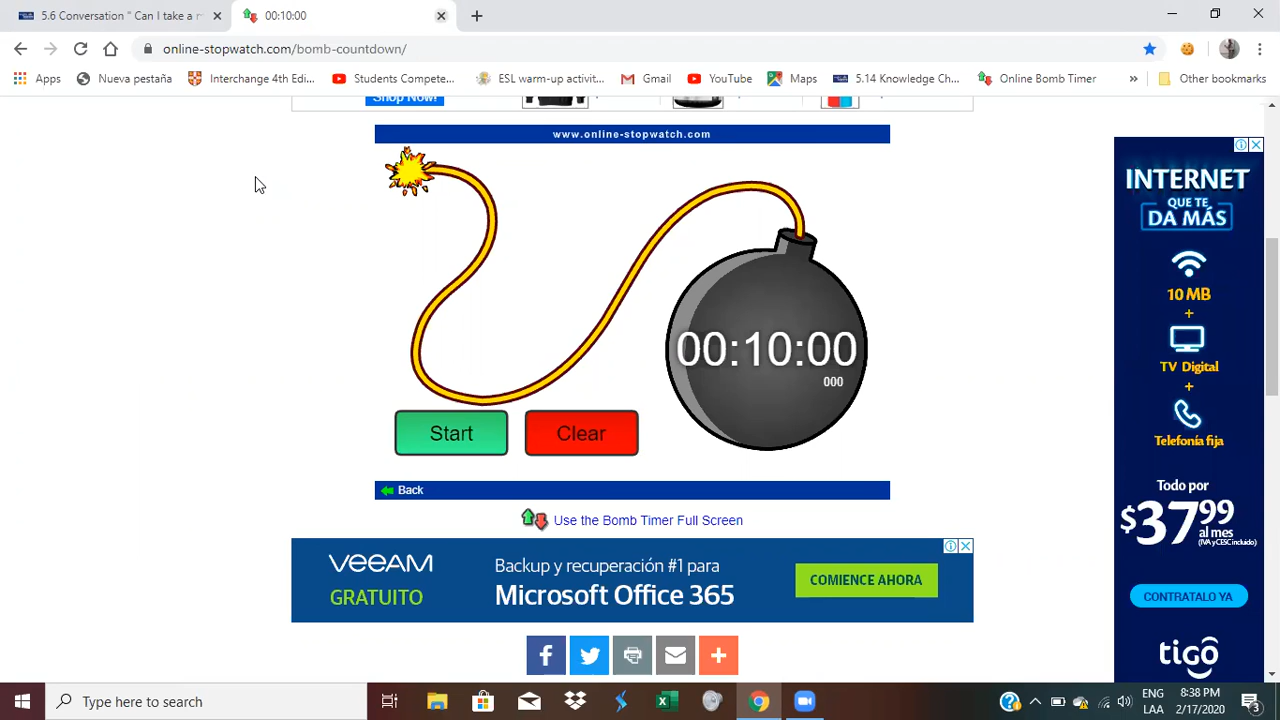 5.6 Conversation " Can I take a m
00:10:00
online-stopwatch.com/bomb-countdown/
Apps
Nueva pestaña
Interchange 4th Edi...
Students Compete...
ESL warm-up activit...
Gmail
YouTube
Maps
5.14 Knowledge Ch...
Online Bomb Timer
»
Other bookmarks
Shop Now!
www.online-stopwatch.com
00:10:00
000
Start
Clear
Back
Use the Bomb Timer Full Screen
VEEAM
GRATUITO
Backup y recuperación #1 para
Microsoft Office 365
COMIENCE AHORA
INTERNET
QUE TE
DA MÁS
10 MB
+
TV Digital
+
Telefonía fija
Todo por
$37.99
al mes
(IVA y CESC incluido)
CONTRATALO YA
tigo
Type here to search
ENG
LAA
8:38 PM
2/17/2020
3